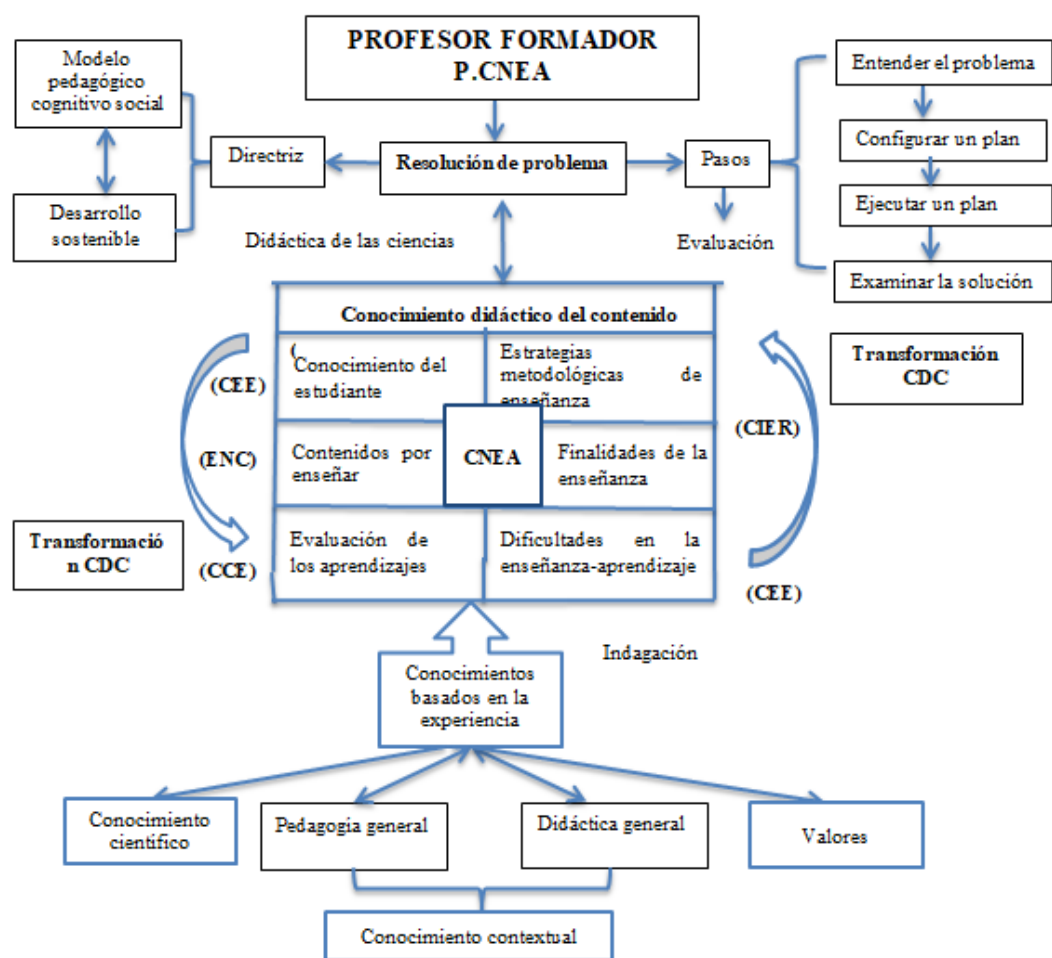 PROFESOR FORMADOR
P.CNEA
Modelo
pedagógico
cognitivo social
Directriz
Resolución de problema
Pasos
Entender el problema
Configurar un plan
Ejecutar un plan
Examinar la solución
Desarrollo
sostenible
Didáctica de las ciencias
Evaluación
Conocimiento didáctico del contenido
(
Conocimiento del
estudiante
Estrategias
metodológicas de
enseñanza
Contenidos por
enseñar
CNEA
Finalidades de la
enseñanza
Evaluación de
los aprendizajes
Dificultades en la
enseñanza-aprendizaje
(CEE)
(ENC)
(CCE)
Transformació
n CDC
Transformación
CDC
(CIER)
(CEE)
Indagación
Conocimientos
basados en la
experiencia
Conocimiento
científico
Pedagogia general
Didáctica general
Valores
Conocimiento contextual